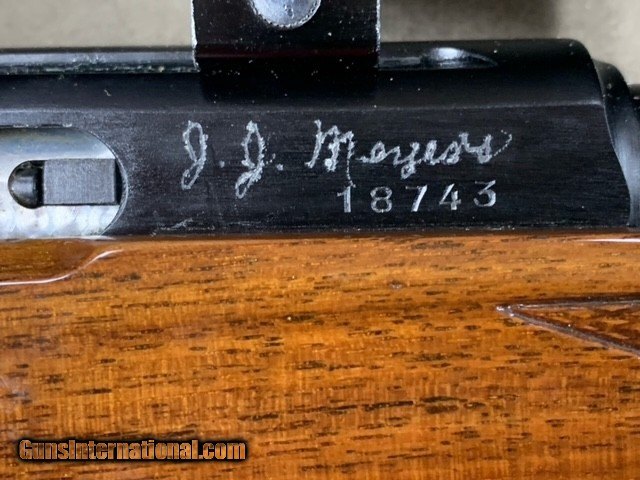 J. J. Meyers
18743
GunsInternational.com